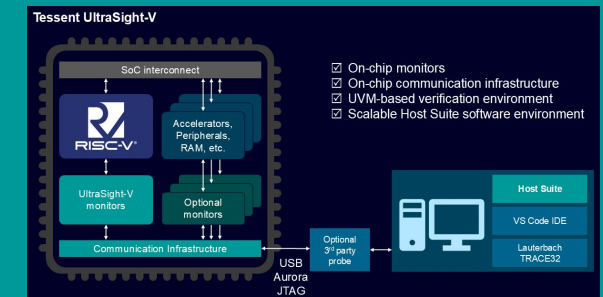 Tessent UltraSight-V
SoC interconnect
RISC-V®
Accelerators,
Peripherals,
RAM, etc.
UltraSight-V
monitors
Optional
monitors
Communication Infrastructure
USB
Aurora
JTAG
Optional
3rd party
probe
☑ On-chip monitors
☑ On-chip communication infrastructure
☑ UVM-based verification environment
☑ Scalable Host Suite software environment
Host Suite
VS Code IDE
Lauterbach
TRACE32